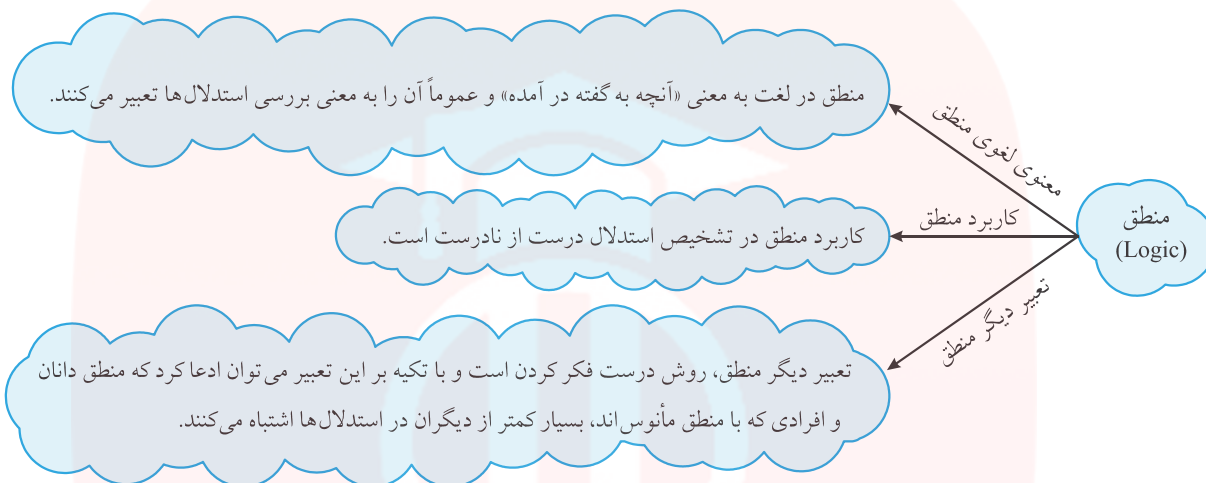 منطق
(Logic)
معنوی لغوی منطق
منطق در لغت به معنی «آنچه به گفته در آمده» و عموماً آن را به معنی بررسی استدلال‌ها تعبیر می‌کنند.
کاربرد منطق
کاربرد منطق در تشخیص استدلال درست از نادرست است.
تعبیر دیگر منطق
تعبیر دیگر منطق، روش درست فکر کردن است و با تکیه بر این تعبیر می‌توان ادعا کرد که منطق دانان
و افرادی که با منطق مأنوس‌اند، بسیار کمتر از دیگران در استدلال‌ها اشتباه می‌کنند.